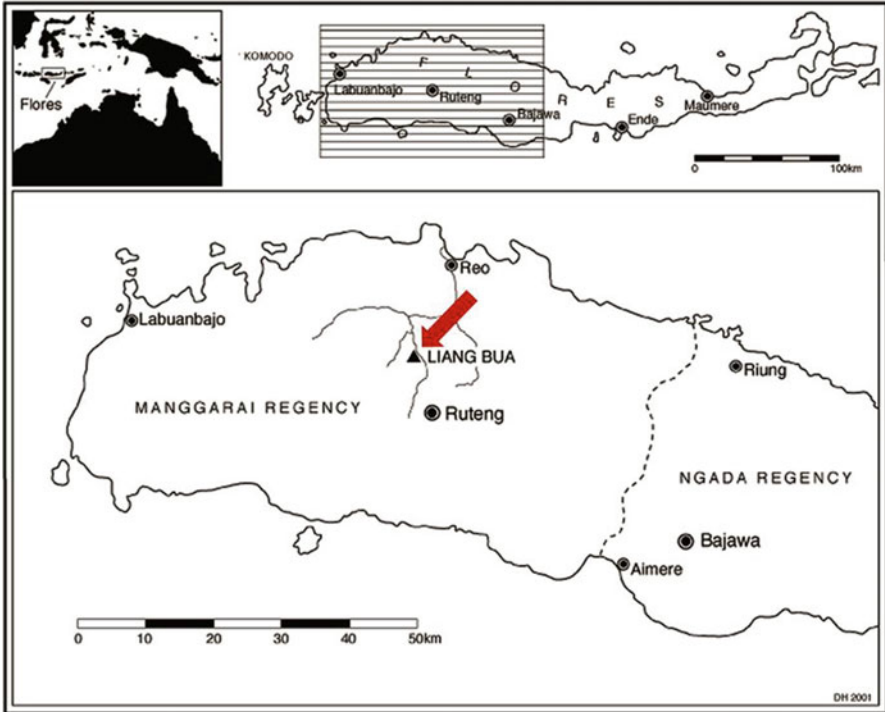 Flores
KOMODO
F L O R E S
Labuanbajo
Ruteng
Bajawa
Ende
Maumere
100km
Reo
Labuanbajo
LIANG BUA
Riung
MANGGARAI REGENCY
Ruteng
NGADA REGENCY
Bajawa
Aimere
0 10 20 30 40 50km
DH 2001